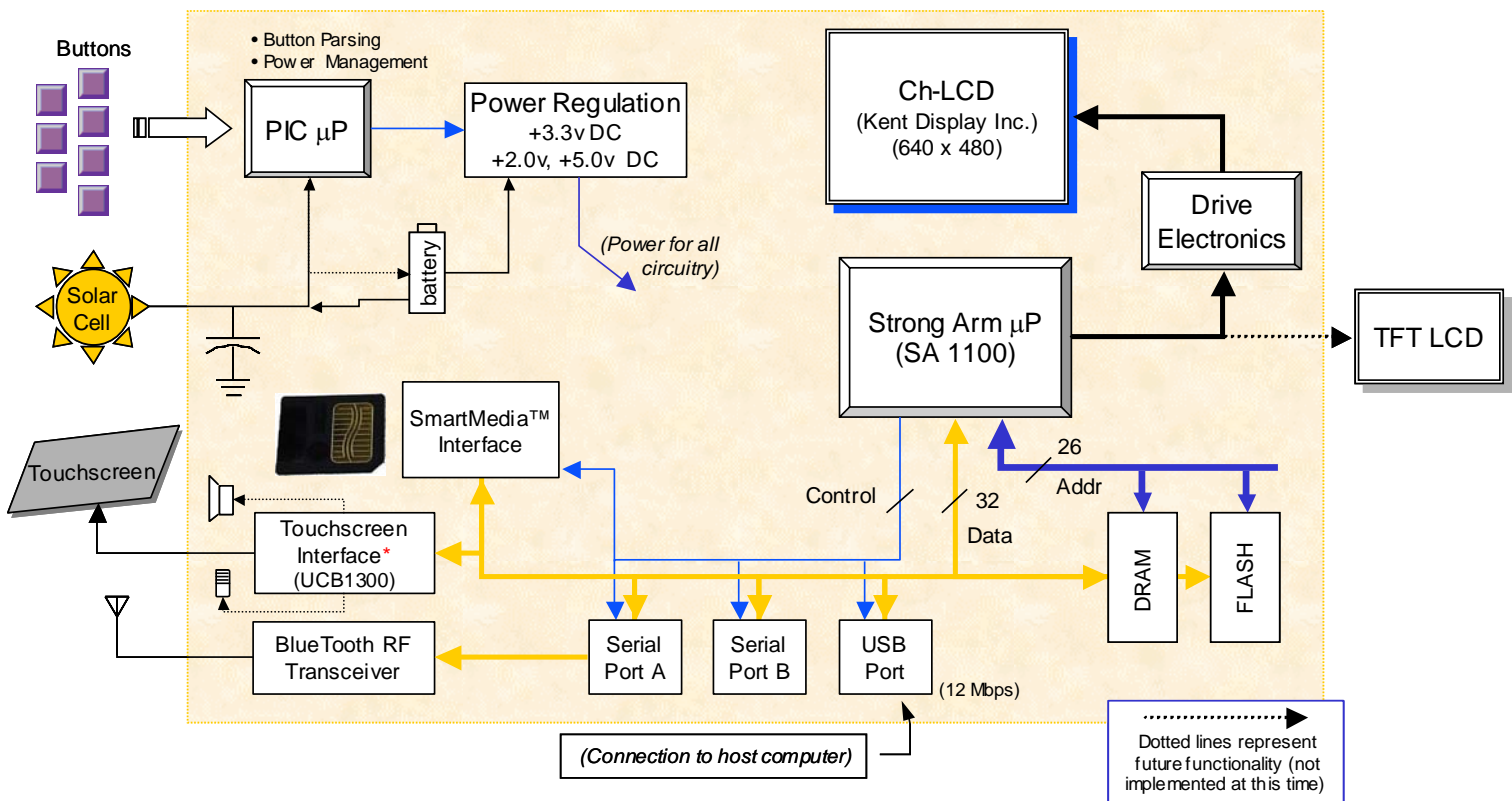 Buttons
• Button Parsing
• Power Management
PIC µP
Power Regulation
+3.3v DC
+2.0v, +5.0v DC
Ch-LCD
(Kent Display Inc.)
(640 x 480)
Drive
Electronics
battery
(Power for all
circuitry)
Solar
Cell
Strong Arm µP
(SA 1100)
TFT LCD
SmartMedia™
Interface
Touchscreen
26
Addr
Control
32
Data
Touchscreen
Interface*
(UCB1300)
DRAM
FLASH
BlueTooth RF
Transceiver
Serial
Port A
Serial
Port B
USB
Port
(12 Mbps)
(Connection to host computer)
Dotted lines represent
future functionality (not
implemented at this time)